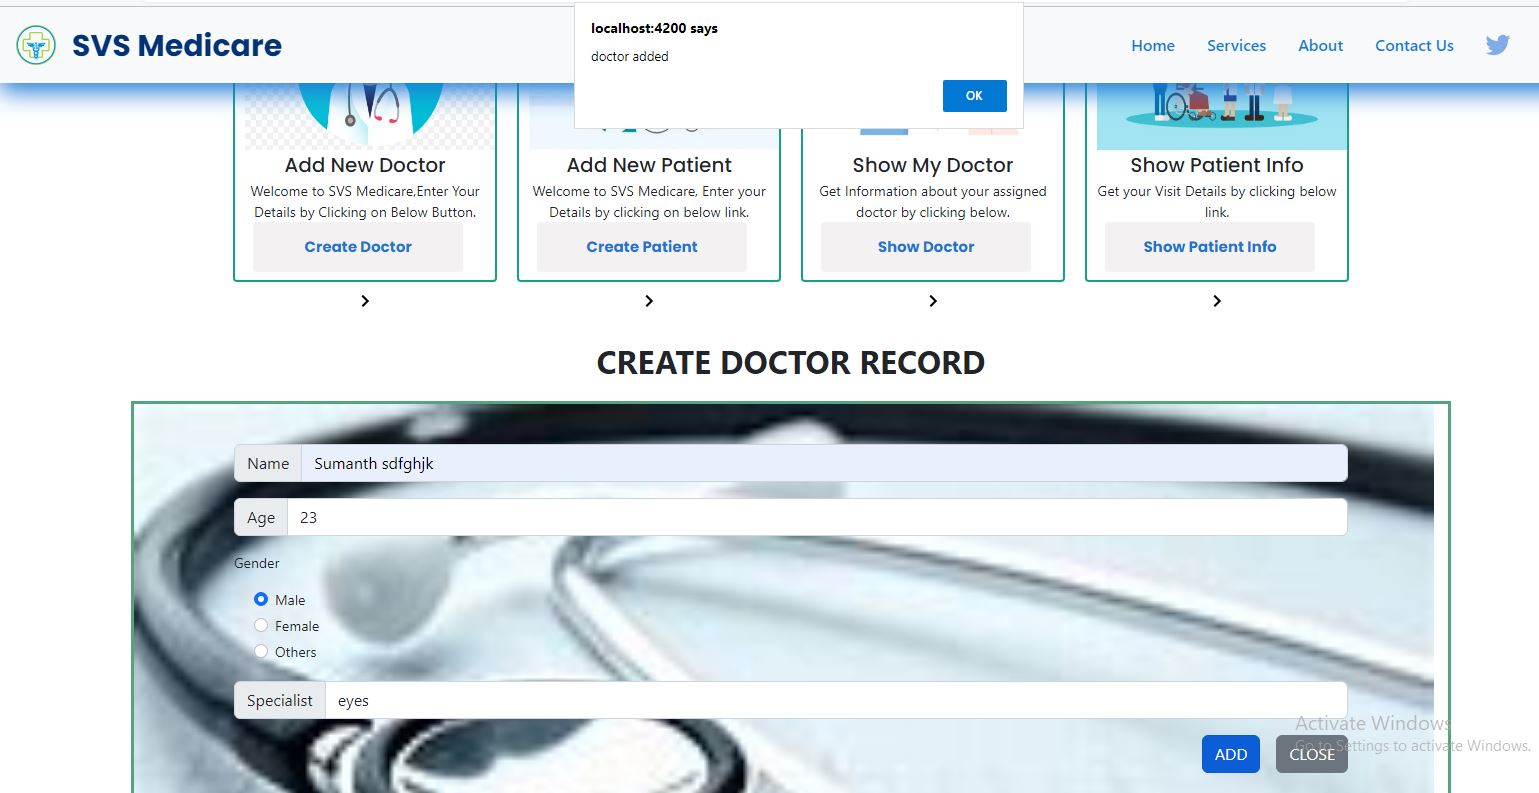 localhost:4200 says
doctor added
OK
SVS Medicare
Home
Services
About
Contact Us
Add New Doctor
Welcome to SVS Medicare,Enter Your
Details by Clicking on Below Button.
Create Doctor
Add New Patient
Welcome to SVS Medicare, Enter your
Details by clicking on below link.
Create Patient
Show My Doctor
Get Information about your assigned
doctor by clicking below.
Show Doctor
Show Patient Info
Get your Visit Details by clicking below
link.
Show Patient Info
CREATE DOCTOR RECORD
Name Sumanth sdfghjk
Age 23
Gender
Male
Female
Others
Specialist eyes
ADD CLOSE
Activate Windows
Go to Settings to activate Windows.